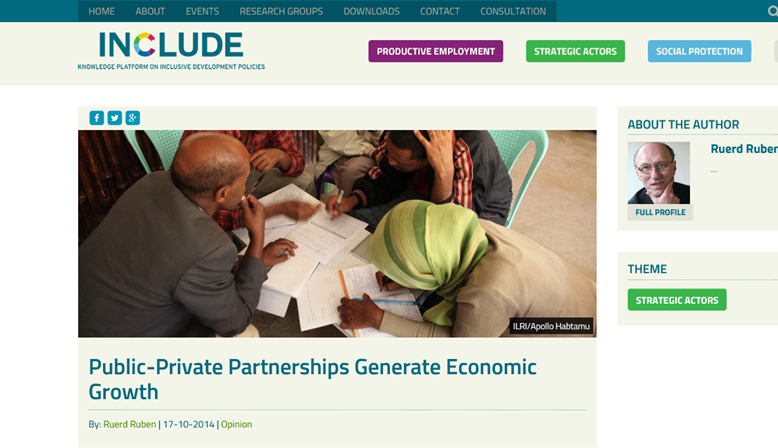 HOME ABOUT EVENTS RESEARCH GROUPS DOWNLOADS CONTACT CONSULTATION
INCLUDE
KNOWLEDGE PLATFORM ON INCLUSIVE DEVELOPMENT POLICIES
PRODUCTIVE EMPLOYMENT STRATEGIC ACTORS SOCIAL PROTECTION
ILRI/Apollo Habtamu
Public-Private Partnerships Generate Economic
Growth
By: Ruerd Ruben | 17-10-2014 | Opinion
ABOUT THE AUTHOR
Ruerd Ruben
...
FULL PROFILE
THEME
STRATEGIC ACTORS